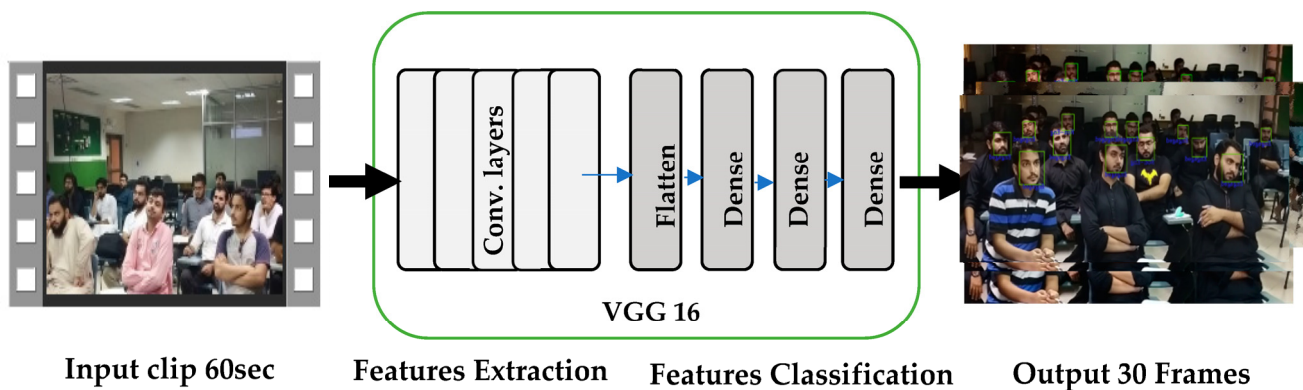 Conv. layers
Flatten
Dense
Dense
Dense
VGG 16
Input clip 60sec
Features Extraction
Features Classification
Output 30 Frames